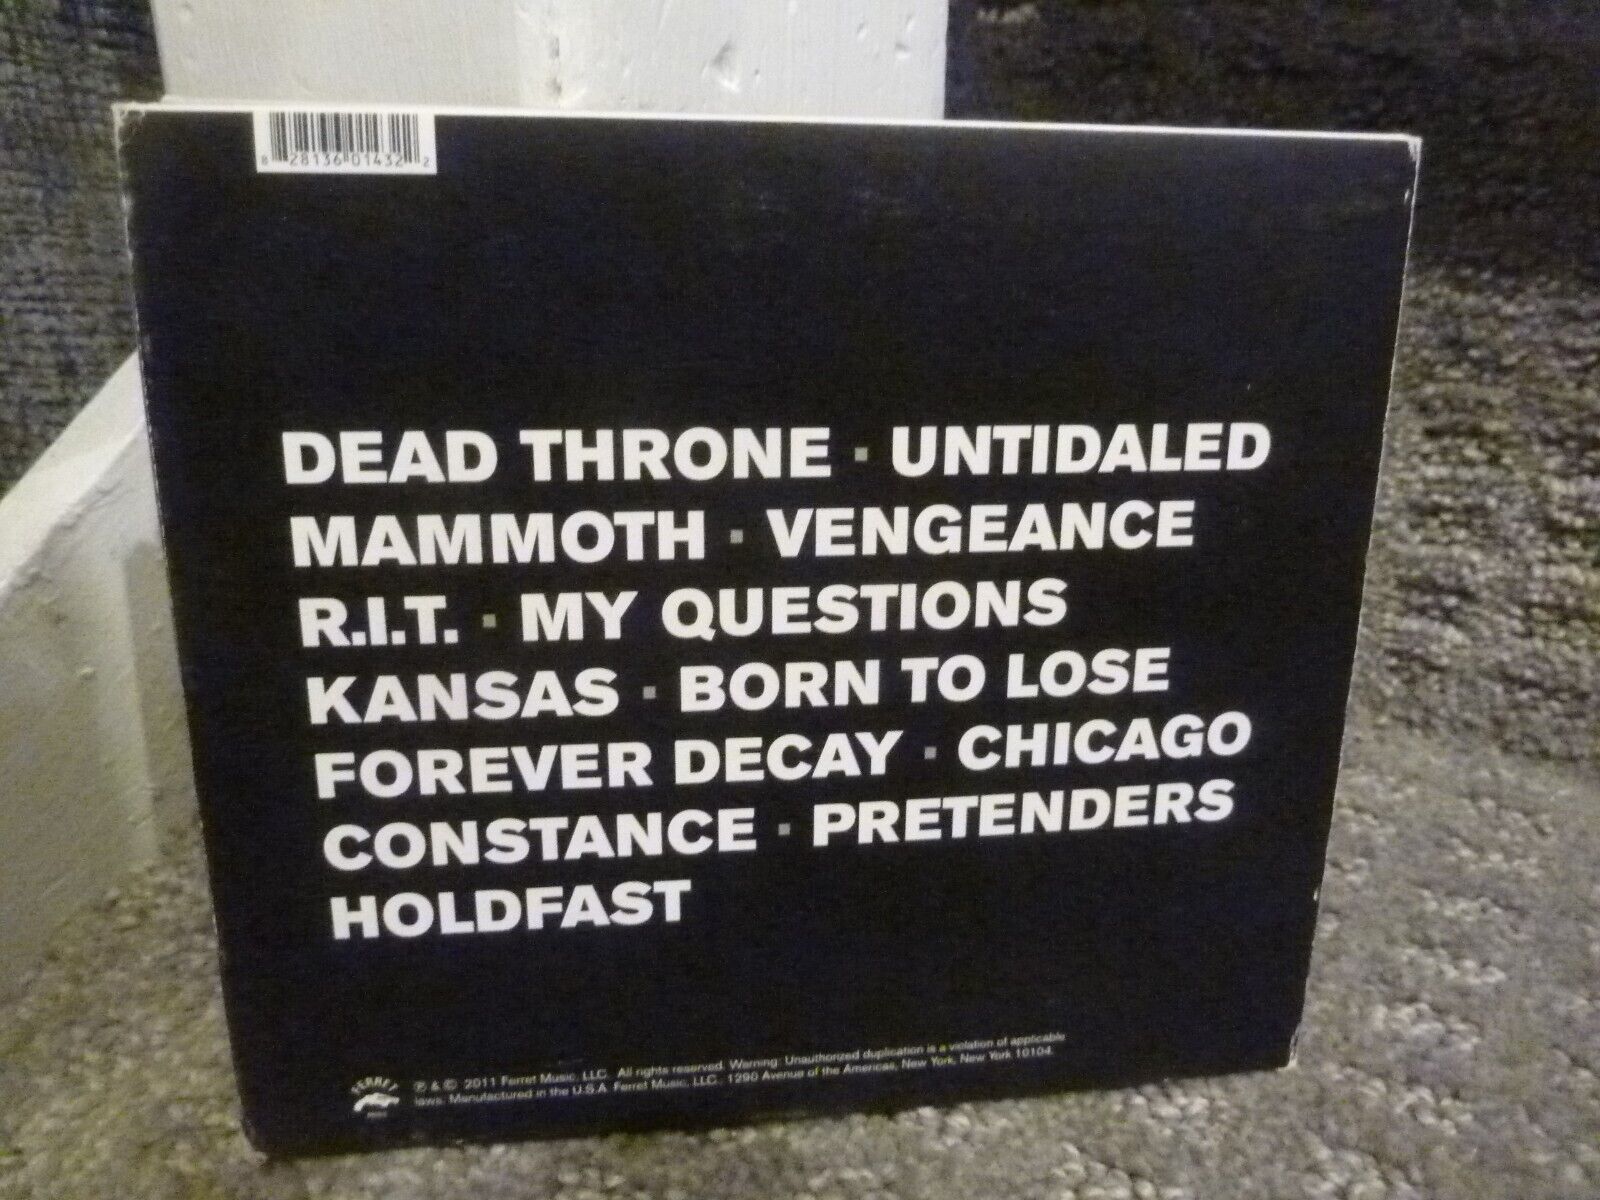 8 28136 01432 2
DEAD THRONE · UNTIDALED
MAMMOTH · VENGEANCE
R.I.T. · MY QUESTIONS
KANSAS · BORN TO LOSE
FOREVER DECAY · CHICAGO
CONSTANCE · PRETENDERS
HOLDFAST
FERRET
℗ & © 2011 Ferret Music, LLC. All rights reserved. Warning: Unauthorized duplication is a violation of applicable
laws. Manufactured in the U.S.A. Ferret Music, LLC. 1290 Avenue of the Americas, New York, New York 10104.